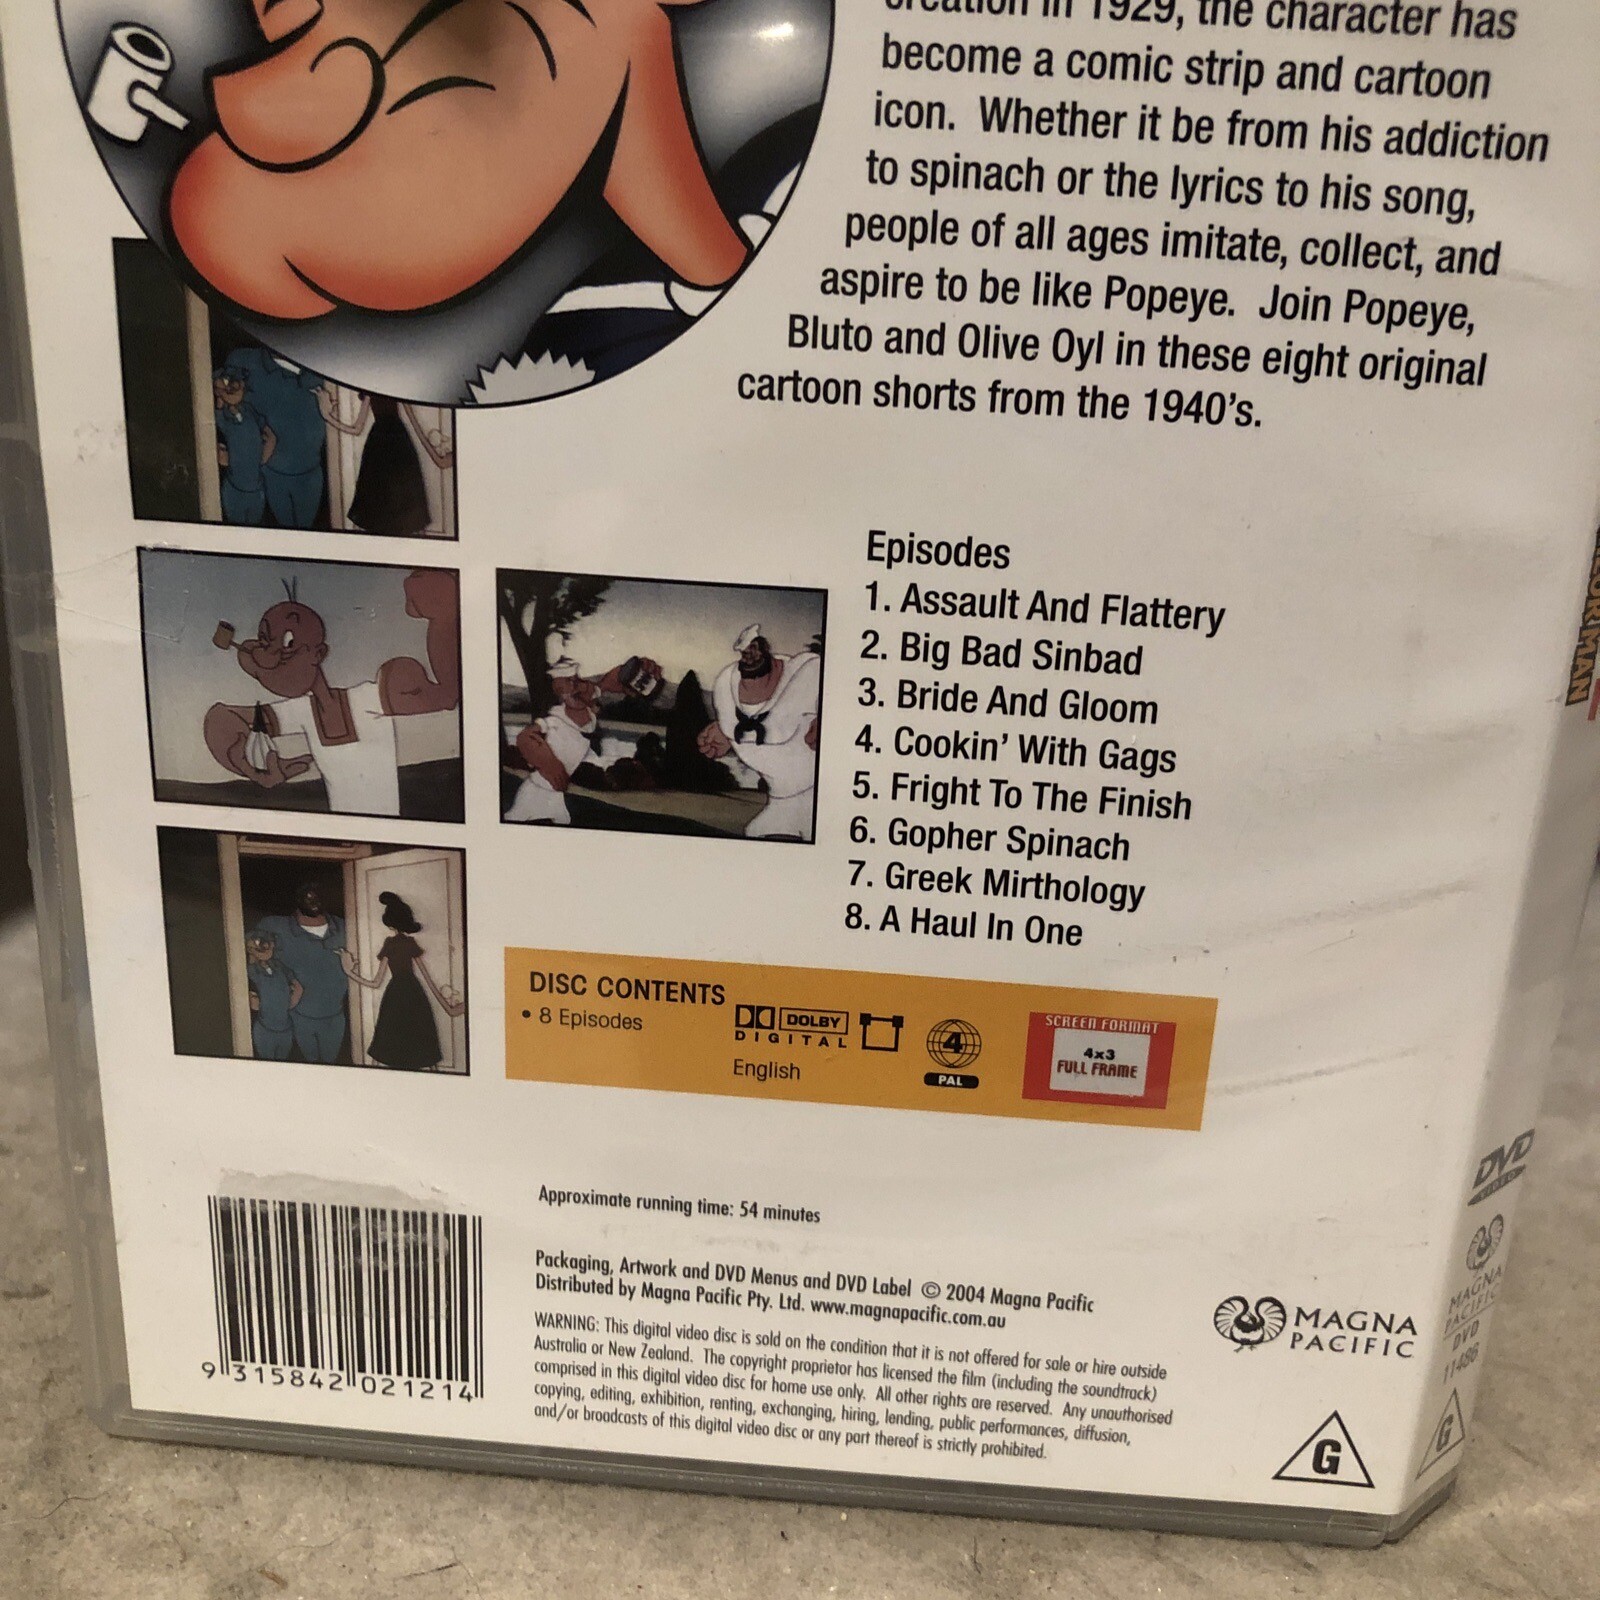 creation in 1929, the character has
become a comic strip and cartoon
icon. Whether it be from his addiction
to spinach or the lyrics to his song,
people of all ages imitate, collect, and
aspire to be like Popeye. Join Popeye,
Bluto and Olive Oyl in these eight original
cartoon shorts from the 1940's.
Episodes
1. Assault And Flattery
2. Big Bad Sinbad
3. Bride And Gloom
4. Cookin' With Gags
5. Fright To The Finish
6. Gopher Spinach
7. Greek Mirthology
8. A Haul In One
DISC CONTENTS
• 8 Episodes
DOLBY
DIGITAL
English
4
PAL
SCREEN FORMAT
4x3
FULL FRAME
Approximate running time: 54 minutes
Packaging, Artwork and DVD Menus and DVD Label © 2004 Magna Pacific
Distributed by Magna Pacific Pty. Ltd. www.magnapacific.com.au
WARNING: This digital video disc is sold on the condition that it is not offered for sale or hire outside
Australia or New Zealand. The copyright proprietor has licensed the film (including the soundtrack)
comprised in this digital video disc for home use only. All other rights are reserved. Any unauthorised
copying, editing, exhibition, renting, exchanging, hiring, lending, public performances, diffusion,
and/or broadcasts of this digital video disc or any part thereof is strictly prohibited.
9 315842 021214
MAGNA
PACIFIC
G
DVD
VIDEO
MAGNA
PACIFIC
DVD
11486
G